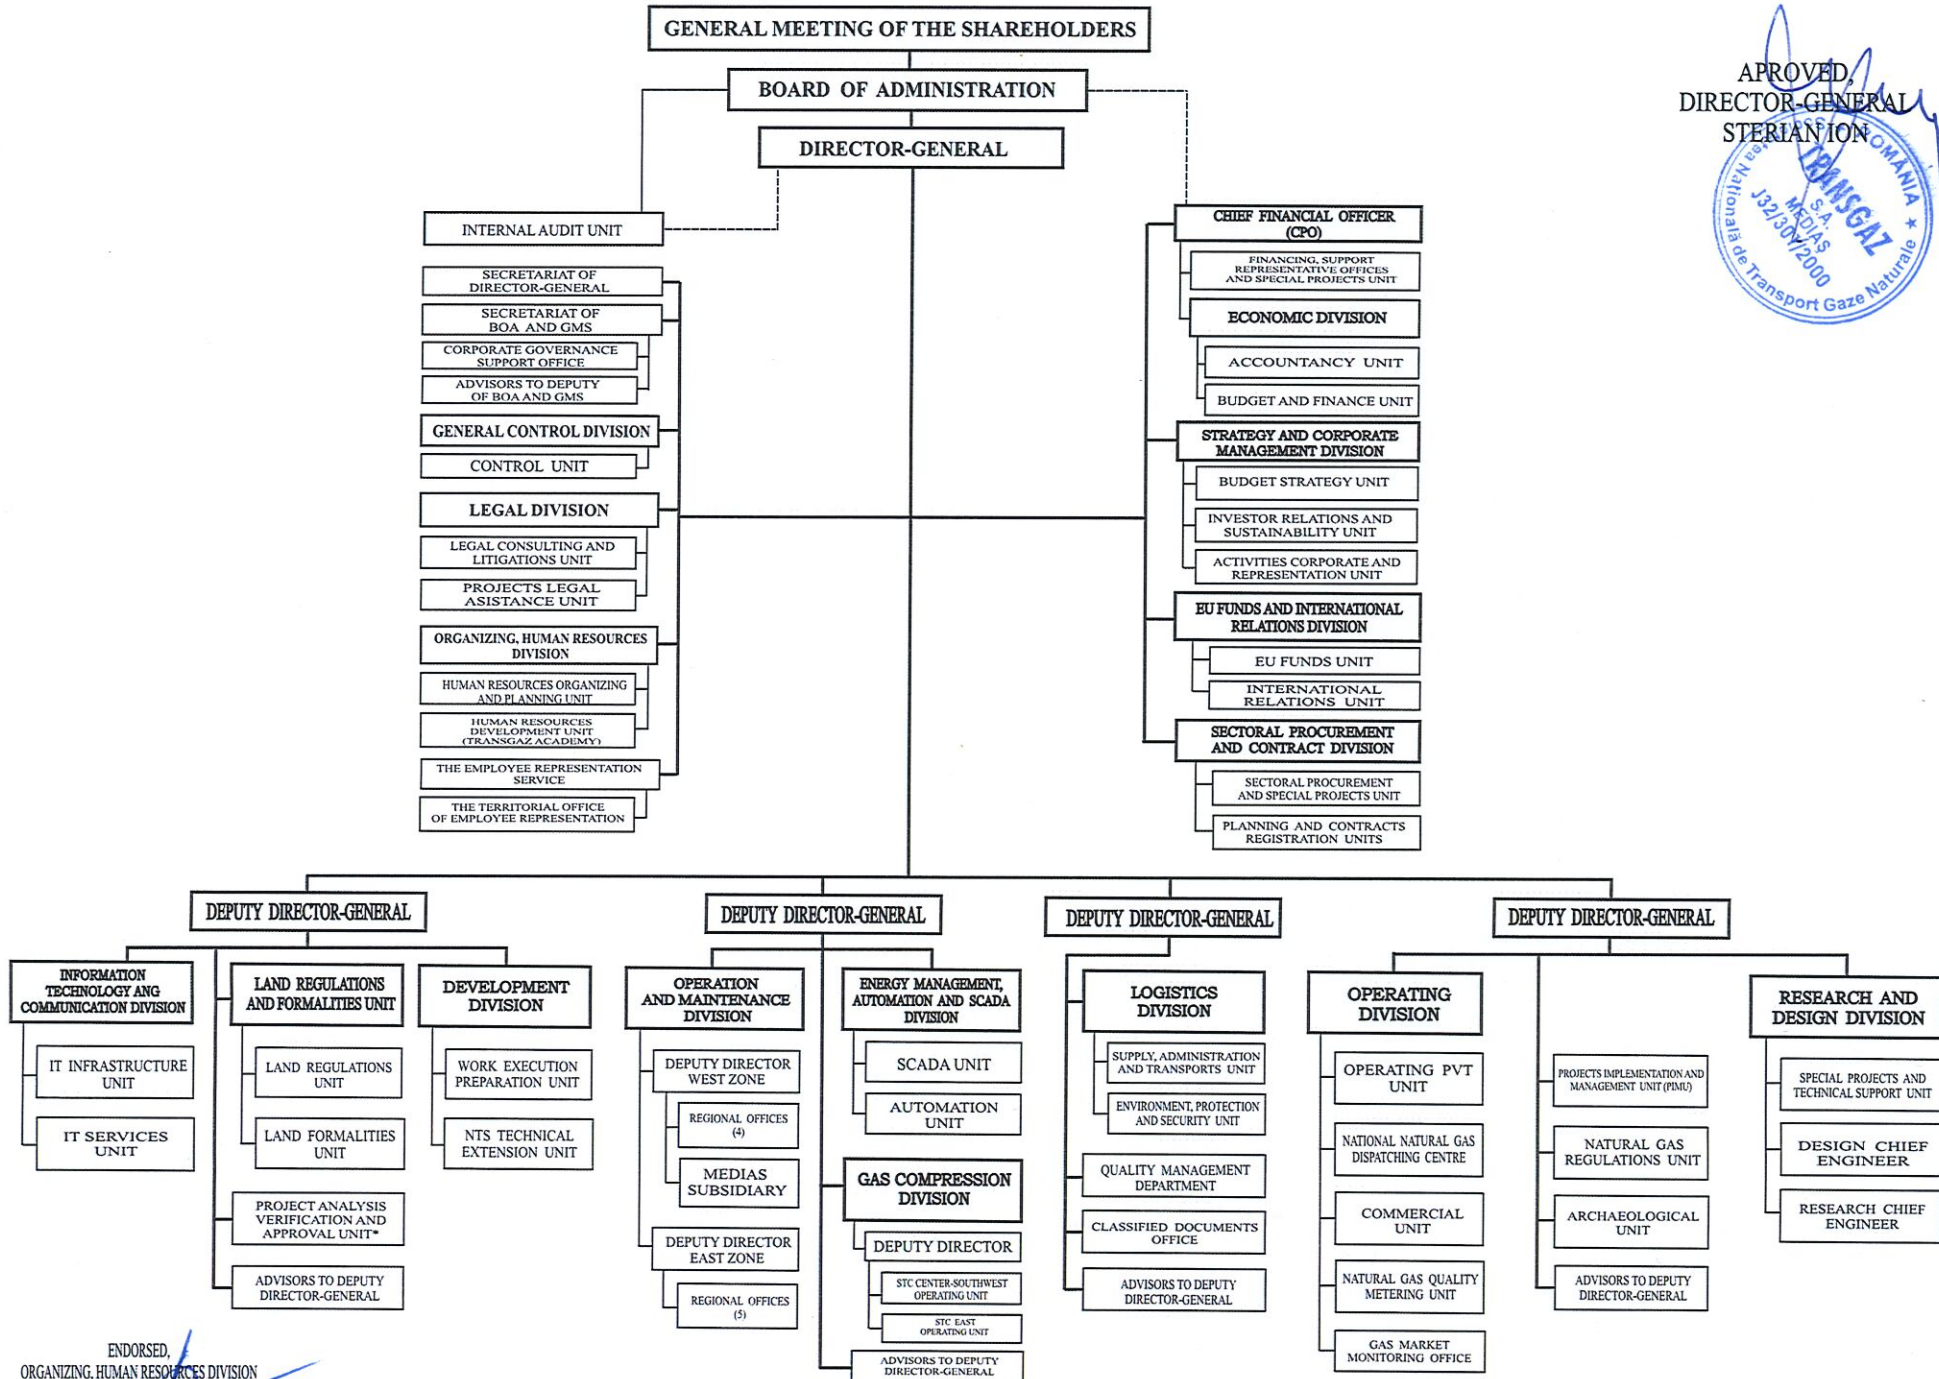 GENERAL MEETING OF THE SHAREHOLDERS
BOARD OF ADMINISTRATION
DIRECTOR-GENERAL
APROVED,
DIRECTOR-GENERAL
STERIAN ION
ROMÂNIA ★
Națională de Transport Gaze Naturale ★
TRANSGAZ
S.A.
MEDIAȘ
J32/301/2000
INTERNAL AUDIT UNIT
SECRETARIAT OF
DIRECTOR-GENERAL
SECRETARIAT OF
BOA AND GMS
CORPORATE GOVERNANCE
SUPPORT OFFICE
ADVISORS TO DEPUTY
OF BOA AND GMS
GENERAL CONTROL DIVISION
CONTROL UNIT
LEGAL DIVISION
LEGAL CONSULTING AND
LITIGATIONS UNIT
PROJECTS LEGAL
ASISTANCE UNIT
ORGANIZING, HUMAN RESOURCES
DIVISION
HUMAN RESOURCES ORGANIZING
AND PLANNING UNIT
HUMAN RESOURCES
DEVELOPMENT UNIT
(TRANSGAZ ACADEMY)
THE EMPLOYEE REPRESENTATION
SERVICE
THE TERRITORIAL OFFICE
OF EMPLOYEE REPRESENTATION
CHIEF FINANCIAL OFFICER
(CPO)
FINANCING, SUPPORT
REPRESENTATIVE OFFICES
AND SPECIAL PROJECTS UNIT
ECONOMIC DIVISION
ACCOUNTANCY UNIT
BUDGET AND FINANCE UNIT
STRATEGY AND CORPORATE
MANAGEMENT DIVISION
BUDGET STRATEGY UNIT
INVESTOR RELATIONS AND
SUSTAINABILITY UNIT
ACTIVITIES CORPORATE AND
REPRESENTATION UNIT
EU FUNDS AND INTERNATIONAL
RELATIONS DIVISION
EU FUNDS UNIT
INTERNATIONAL
RELATIONS UNIT
SECTORAL PROCUREMENT
AND CONTRACT DIVISION
SECTORAL PROCUREMENT
AND SPECIAL PROJECTS UNIT
PLANNING AND CONTRACTS
REGISTRATION UNITS
DEPUTY DIRECTOR-GENERAL
INFORMATION
TECHNOLOGY ANG
COMMUNICATION DIVISION
IT INFRASTRUCTURE
UNIT
IT SERVICES
UNIT
LAND REGULATIONS
AND FORMALITIES UNIT
LAND REGULATIONS
UNIT
LAND FORMALITIES
UNIT
PROJECT ANALYSIS
VERIFICATION AND
APPROVAL UNIT*
ADVISORS TO DEPUTY
DIRECTOR-GENERAL
DEVELOPMENT
DIVISION
WORK EXECUTION
PREPARATION UNIT
NTS TECHNICAL
EXTENSION UNIT
DEPUTY DIRECTOR-GENERAL
OPERATION
AND MAINTENANCE
DIVISION
DEPUTY DIRECTOR
WEST ZONE
REGIONAL OFFICES
(4)
MEDIAS
SUBSIDIARY
DEPUTY DIRECTOR
EAST ZONE
REGIONAL OFFICES
(5)
ENERGY MANAGEMENT,
AUTOMATION AND SCADA
DIVISION
SCADA UNIT
AUTOMATION
UNIT
GAS COMPRESSION
DIVISION
DEPUTY DIRECTOR
STC CENTER-SOUTHWEST
OPERATING UNIT
STC EAST
OPERATING UNIT
ADVISORS TO DEPUTY
DIRECTOR-GENERAL
DEPUTY DIRECTOR-GENERAL
LOGISTICS
DIVISION
SUPPLY, ADMINISTRATION
AND TRANSPORTS UNIT
ENVIRONMENT, PROTECTION
AND SECURITY UNIT
QUALITY MANAGEMENT
DEPARTMENT
CLASSIFIED DOCUMENTS
OFFICE
ADVISORS TO DEPUTY
DIRECTOR-GENERAL
DEPUTY DIRECTOR-GENERAL
OPERATING
DIVISION
OPERATING PVT
UNIT
NATIONAL NATURAL GAS
DISPATCHING CENTRE
COMMERCIAL
UNIT
NATURAL GAS QUALITY
METERING UNIT
GAS MARKET
MONITORING OFFICE
PROJECTS IMPLEMENTATION AND
MANAGEMENT UNIT (PIMU)
NATURAL GAS
REGULATIONS UNIT
ARCHAEOLOGICAL
UNIT
ADVISORS TO DEPUTY
DIRECTOR-GENERAL
RESEARCH AND
DESIGN DIVISION
SPECIAL PROJECTS AND
TECHNICAL SUPPORT UNIT
DESIGN CHIEF
ENGINEER
RESEARCH CHIEF
ENGINEER
ENDORSED,
ORGANIZING, HUMAN RESOURCES DIVISION